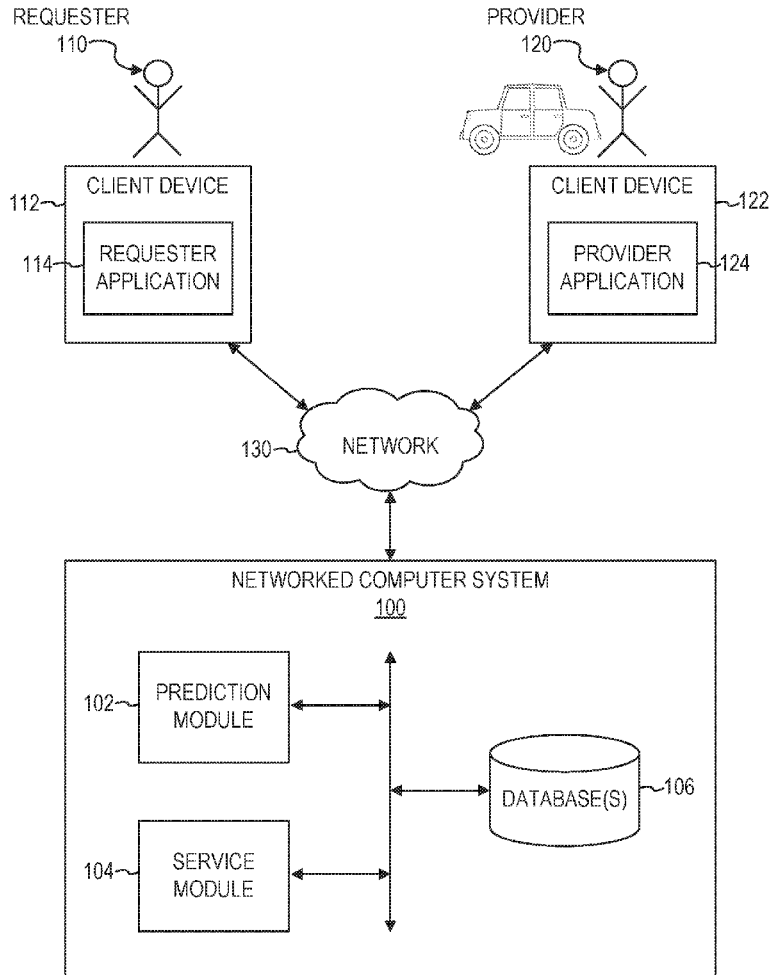 REQUESTER
110
PROVIDER
120
CLIENT DEVICE
112
REQUESTER
APPLICATION
114
CLIENT DEVICE
122
PROVIDER
APPLICATION
124
NETWORK
130
NETWORKED COMPUTER SYSTEM
100
PREDICTION
MODULE
102
DATABASE(S)
106
SERVICE
MODULE
104